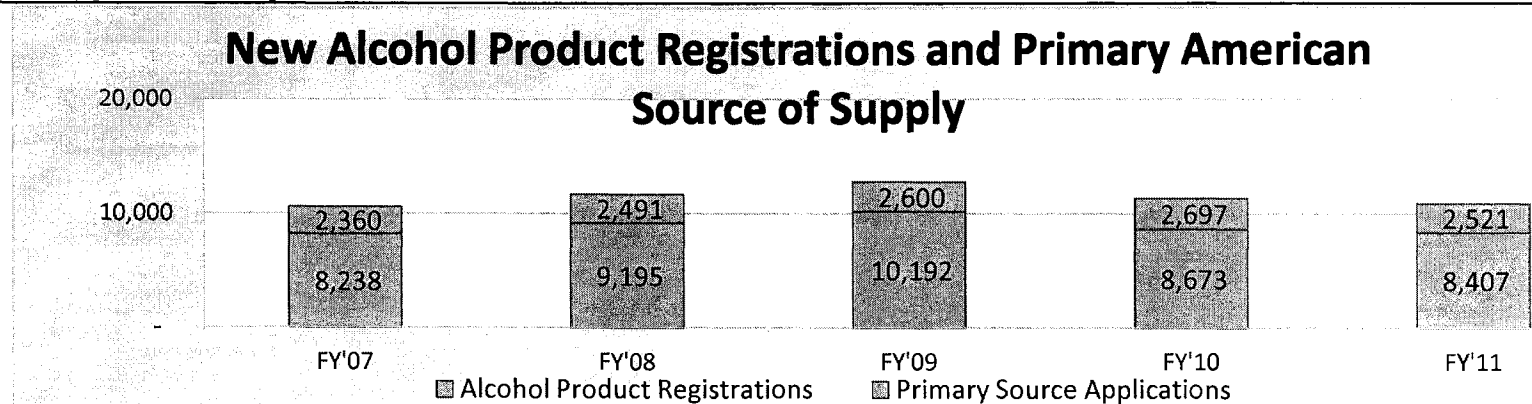 New Alcohol Product Registrations and Primary American
Source of Supply
20,000
10,000
-
2,360 2,491 2,600 2,697 2,521
8,238 9,195 10,192 8,673 8,407
FY'07 FY'08 FY'09 FY'10 FY'11
Alcohol Product Registrations Primary Source Applications